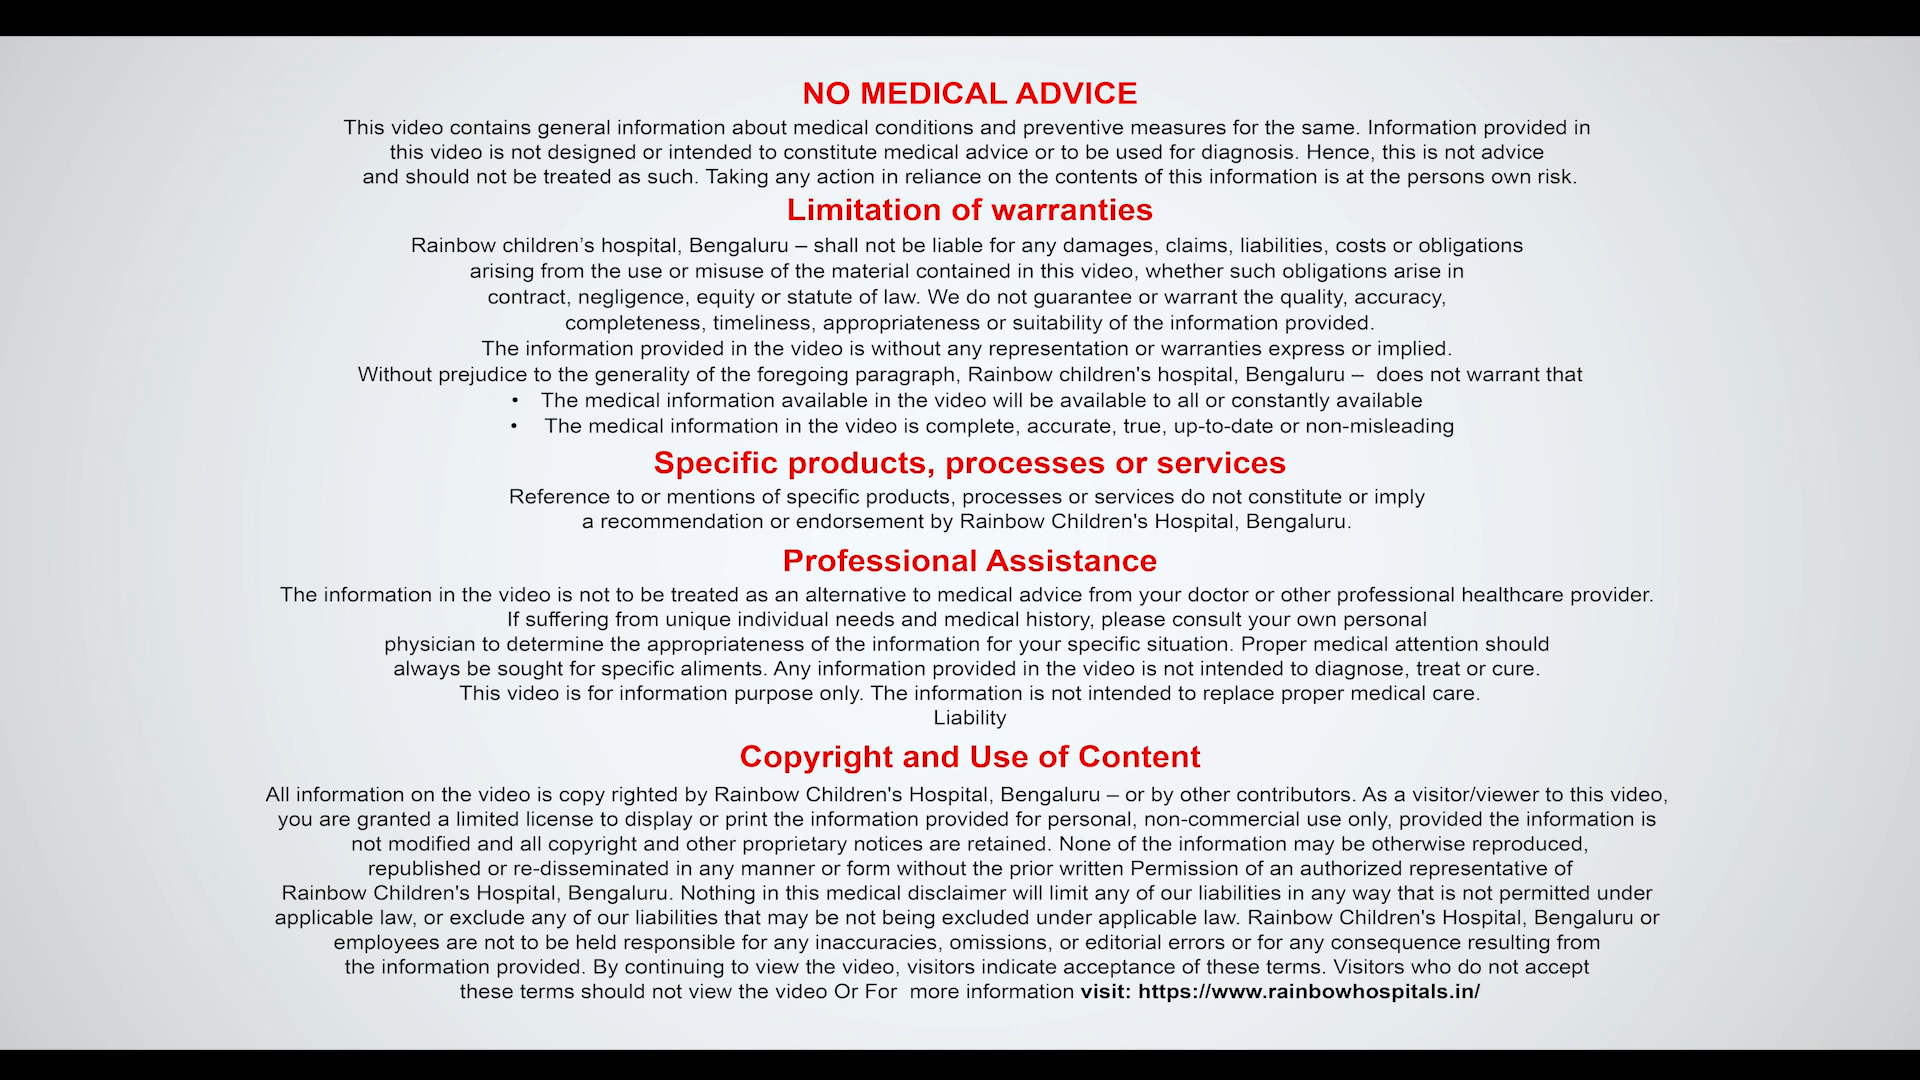 NO MEDICAL ADVICE
This video contains general information about medical conditions and preventive measures for the same. Information provided in
this video is not designed or intended to constitute medical advice or to be used for diagnosis. Hence, this is not advice
and should not be treated as such. Taking any action in reliance on the contents of this information is at the persons own risk.
Limitation of warranties
Rainbow children’s hospital, Bengaluru – shall not be liable for any damages, claims, liabilities, costs or obligations
arising from the use or misuse of the material contained in this video, whether such obligations arise in
contract, negligence, equity or statute of law. We do not guarantee or warrant the quality, accuracy,
completeness, timeliness, appropriateness or suitability of the information provided.
The information provided in the video is without any representation or warranties express or implied.
Without prejudice to the generality of the foregoing paragraph, Rainbow children's hospital, Bengaluru – does not warrant that
• The medical information available in the video will be available to all or constantly available
• The medical information in the video is complete, accurate, true, up-to-date or non-misleading
Specific products, processes or services
Reference to or mentions of specific products, processes or services do not constitute or imply
a recommendation or endorsement by Rainbow Children's Hospital, Bengaluru.
Professional Assistance
The information in the video is not to be treated as an alternative to medical advice from your doctor or other professional healthcare provider.
If suffering from unique individual needs and medical history, please consult your own personal
physician to determine the appropriateness of the information for your specific situation. Proper medical attention should
always be sought for specific aliments. Any information provided in the video is not intended to diagnose, treat or cure.
This video is for information purpose only. The information is not intended to replace proper medical care.
Liability
Copyright and Use of Content
All information on the video is copy righted by Rainbow Children's Hospital, Bengaluru – or by other contributors. As a visitor/viewer to this video,
you are granted a limited license to display or print the information provided for personal, non-commercial use only, provided the information is
not modified and all copyright and other proprietary notices are retained. None of the information may be otherwise reproduced,
republished or re-disseminated in any manner or form without the prior written Permission of an authorized representative of
Rainbow Children's Hospital, Bengaluru. Nothing in this medical disclaimer will limit any of our liabilities in any way that is not permitted under
applicable law, or exclude any of our liabilities that may be not being excluded under applicable law. Rainbow Children's Hospital, Bengaluru or
employees are not to be held responsible for any inaccuracies, omissions, or editorial errors or for any consequence resulting from
the information provided. By continuing to view the video, visitors indicate acceptance of these terms. Visitors who do not accept
these terms should not view the video Or For more information visit: https://www.rainbowhospitals.in/